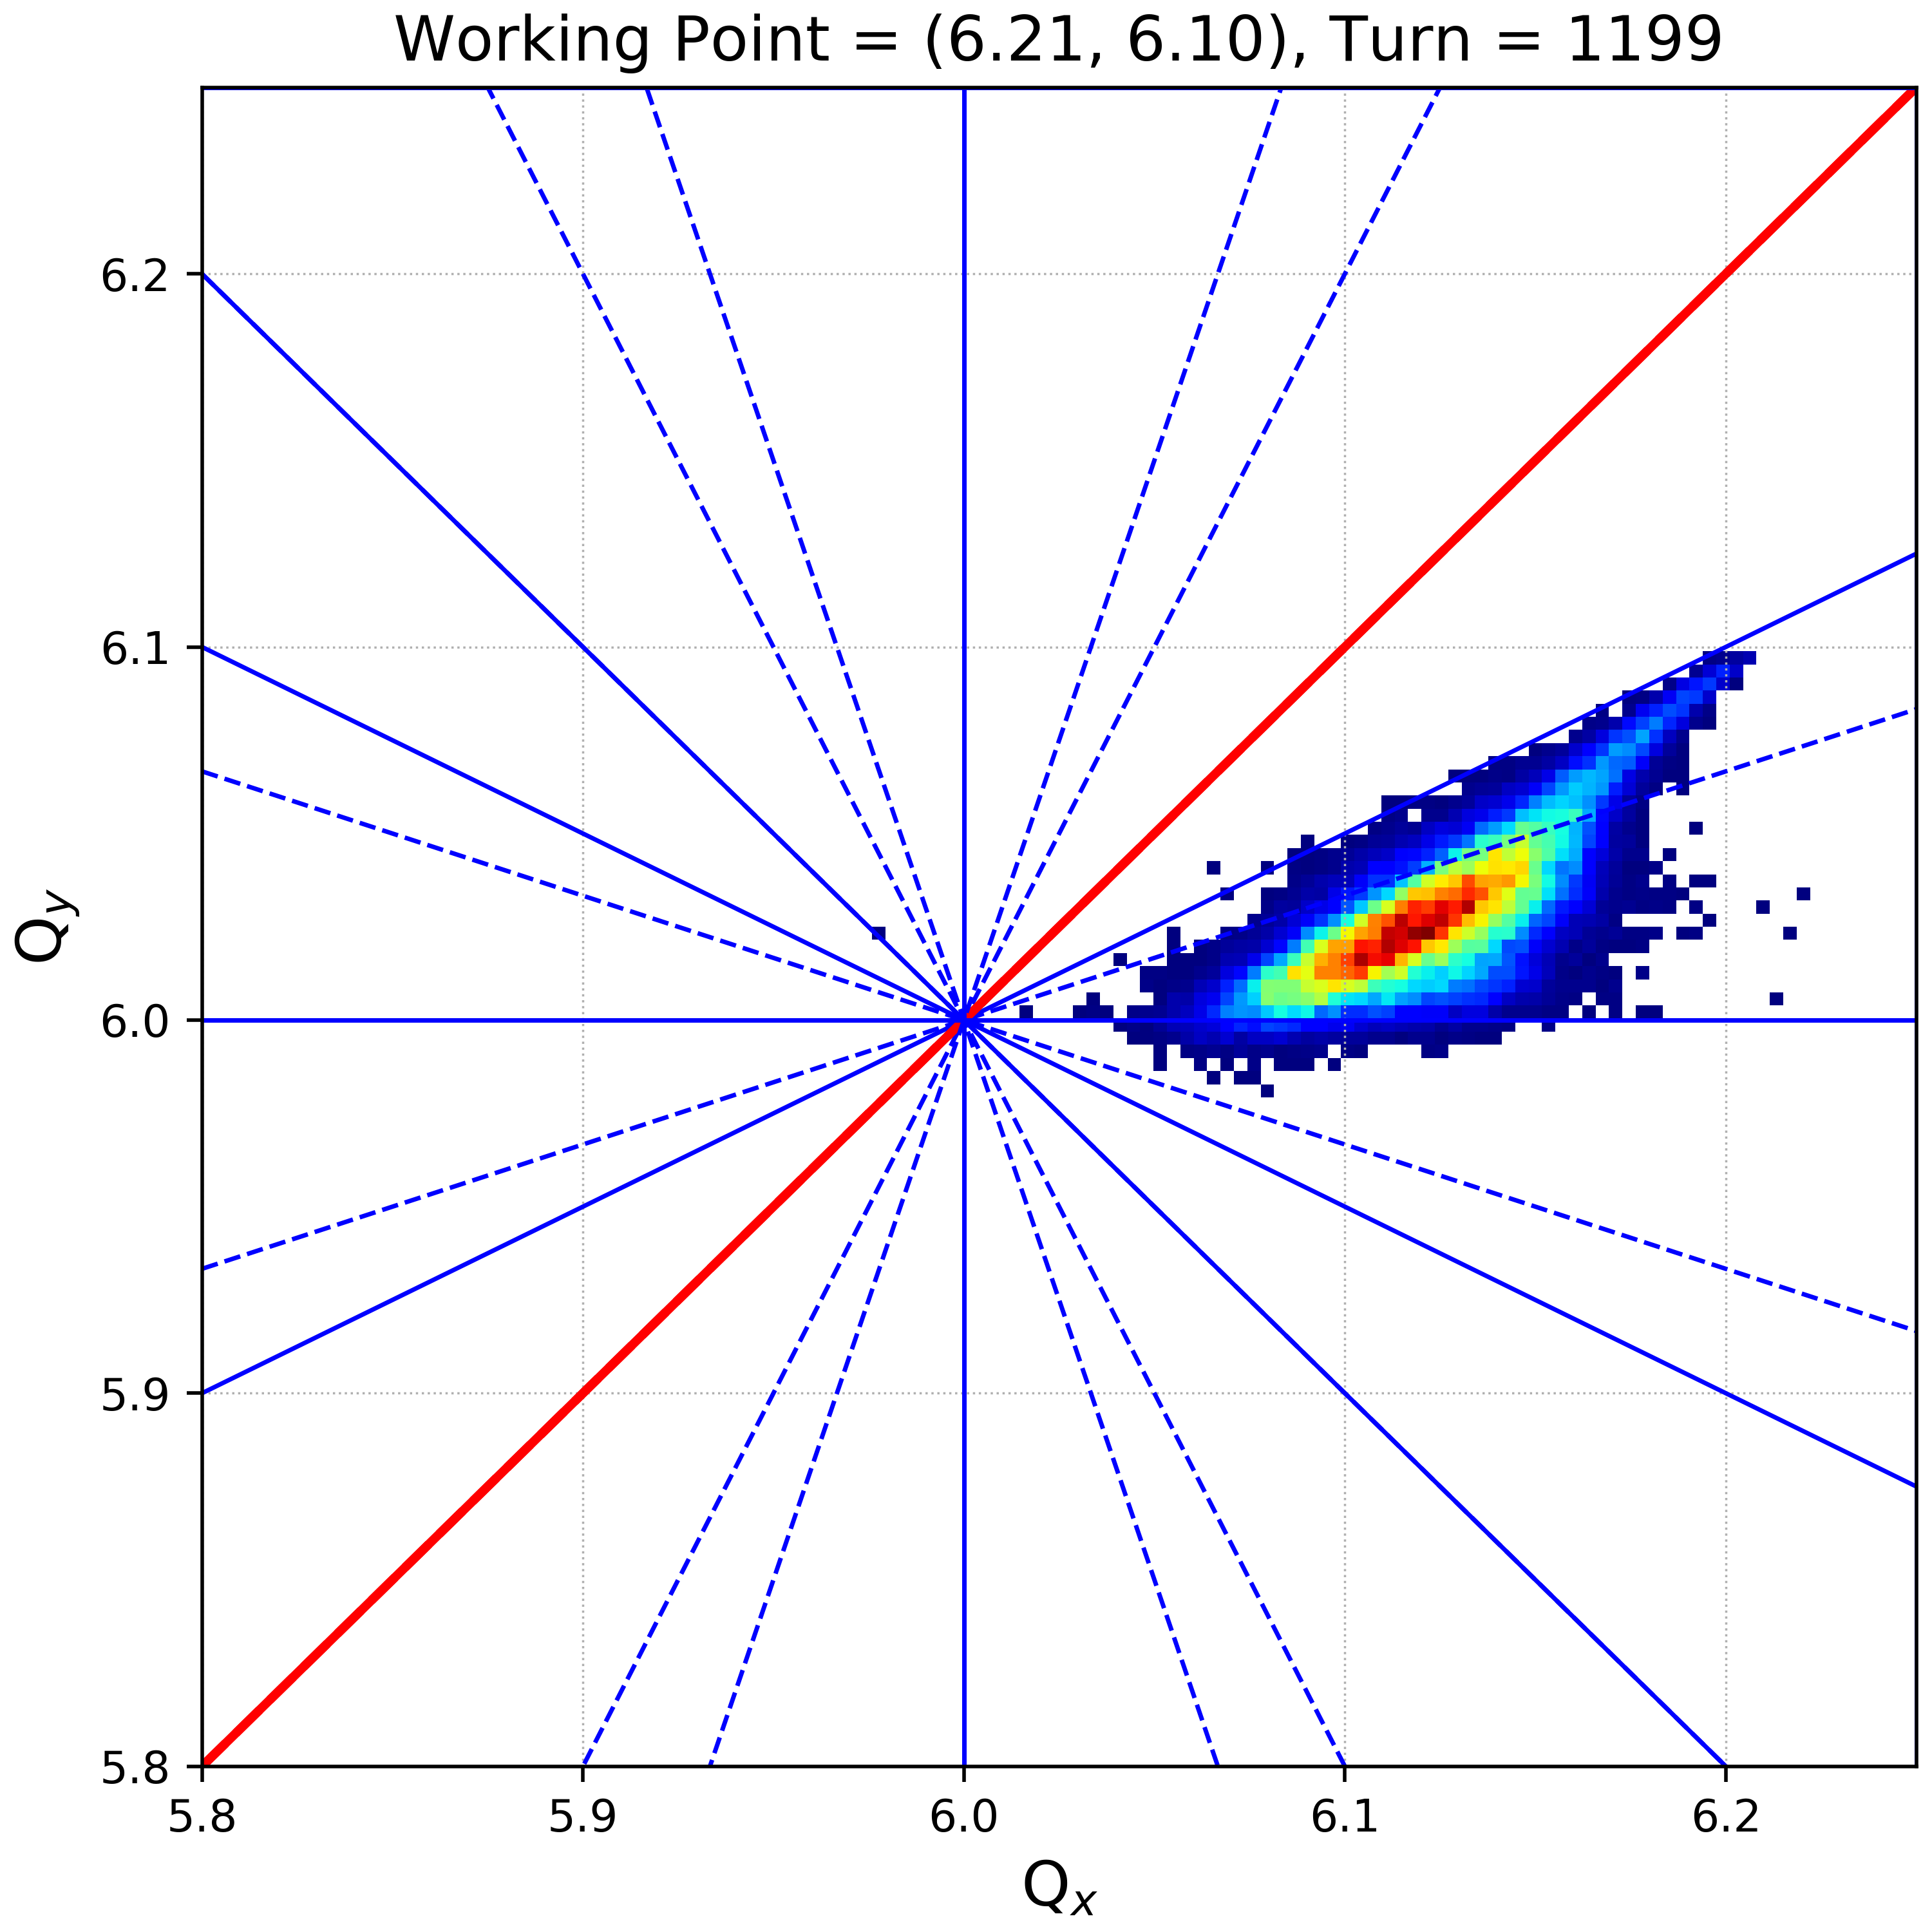 Working Point = (6.21, 6.10), Turn = 1199
6.2
6.1
6.0
5.9
5.8
Qy
5.8 5.9 6.0 6.1 6.2
Qx